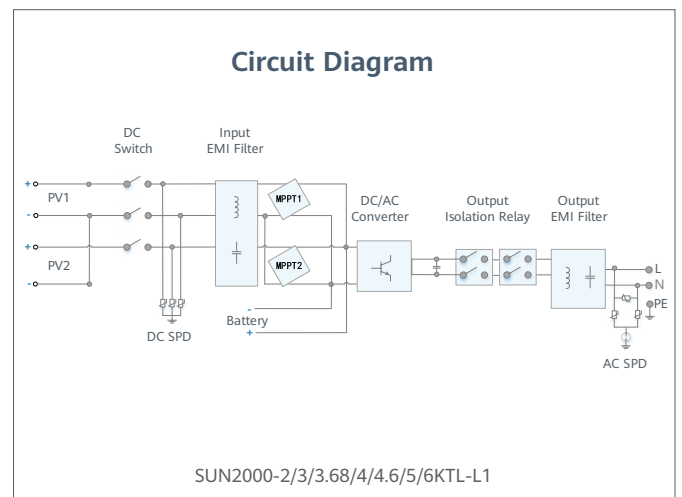 Circuit Diagram
DC
Switch
Input
EMI Filter
+
PV1
-
+
PV2
-
MPPT1
MPPT2
DC/AC
Converter
Output
Isolation Relay
Output
EMI Filter
L
N
PE
-
Battery
+
DC SPD
AC SPD
SUN2000-2/3/3.68/4/4.6/5/6KTL-L1